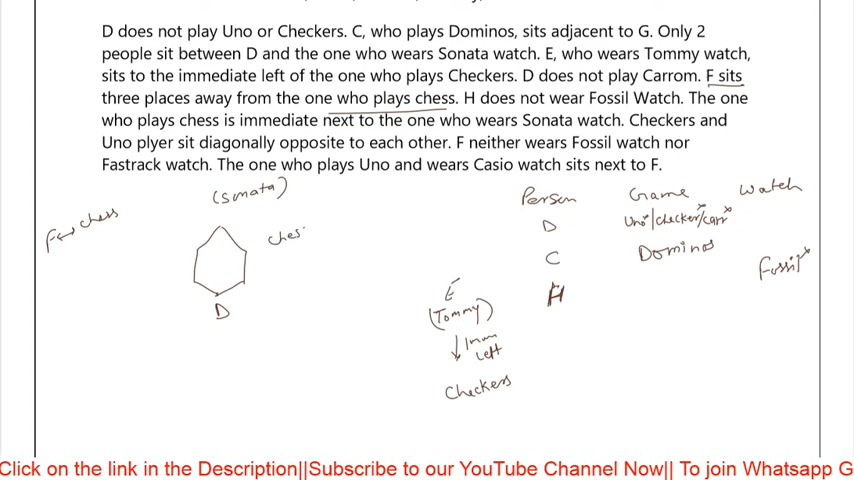 D does not play Uno or Checkers. C, who plays Dominos, sits adjacent to G. Only 2
people sit between D and the one who wears Sonata watch. E, who wears Tommy watch,
sits to the immediate left of the one who plays Checkers. D does not play Carrom. F sits
three places away from the one who plays chess. H does not wear Fossil Watch. The one
who plays chess is immediate next to the one who wears Sonata watch. Checkers and
Uno plyer sit diagonally opposite to each other. F neither wears Fossil watch nor
Fastrack watch. The one who plays Uno and wears Casio watch sits next to F.
(Sonata)
Person Game Watch
F↔ chess
ches
D Uno×/checker×/carr×
C Dominos
Fossil×
E
(Tommy)
H
D
↓ Imm
left
Checkers
Click on the link in the Description||Subscribe to our YouTube Channel Now|| To join Whatsapp G